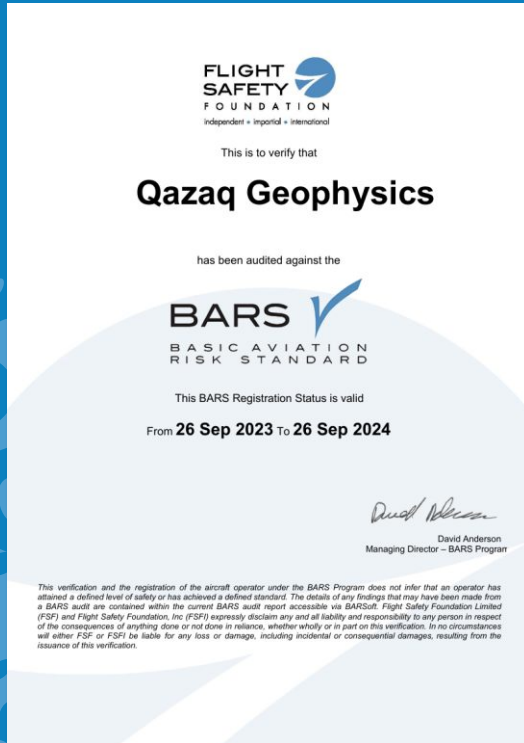 FLIGHT
SAFETY
FOUNDATION
independent + impartial + international
This is to verify that
Qazaq Geophysics
has been audited against the
BARS
BASIC AVIATION
RISK STANDARD
This BARS Registration Status is valid
From 26 Sep 2023 To 26 Sep 2024
David Anderson
Managing Director – BARS Program
This verification and the registration of the aircraft operator under the BARS Program does not infer that an operator has
attained a defined level of safety or has achieved a defined standard. The details of any findings that may have been made from
a BARS audit are contained within the current BARS audit report accessible via BARSoft. Flight Safety Foundation Limited
(FSF) and Flight Safety Foundation, Inc (FSFI) expressly disclaim any and all liability and responsibility to any person in respect
of the consequences of anything done or not done in reliance, whether wholly or in part on this verification. In no circumstances
will either FSF or FSFI be liable for any loss or damage, including incidental or consequential damages, resulting from the
issuance of this verification.